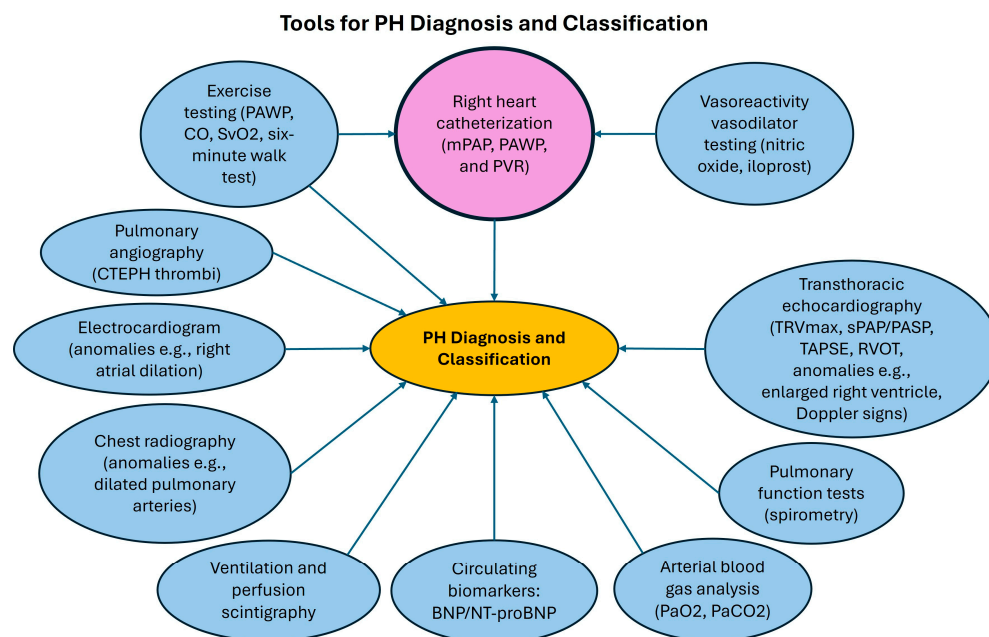 Tools for PH Diagnosis and Classification
Exercise
testing (PAWP,
CO, SvO2, six-
minute walk
test)
Right heart
catheterization
(mPAP, PAWP,
and PVR)
Vasoreactivity
vasodilator
testing (nitric
oxide, iloprost)
Pulmonary
angiography
(CTEPH thrombi)
Electrocardiogram
(anomalies e.g., right
atrial dilation)
PH Diagnosis and
Classification
Transthoracic
echocardiography
(TRVmax, sPAP/PASP,
TAPSE, RVOT,
anomalies e.g.,
enlarged right ventricle,
Doppler signs)
Chest radiography
(anomalies e.g.,
dilated pulmonary
arteries)
Pulmonary
function tests
(spirometry)
Ventilation and
perfusion
scintigraphy
Circulating
biomarkers:
BNP/NT-proBNP
Arterial blood
gas analysis
(PaO2, PaCO2)